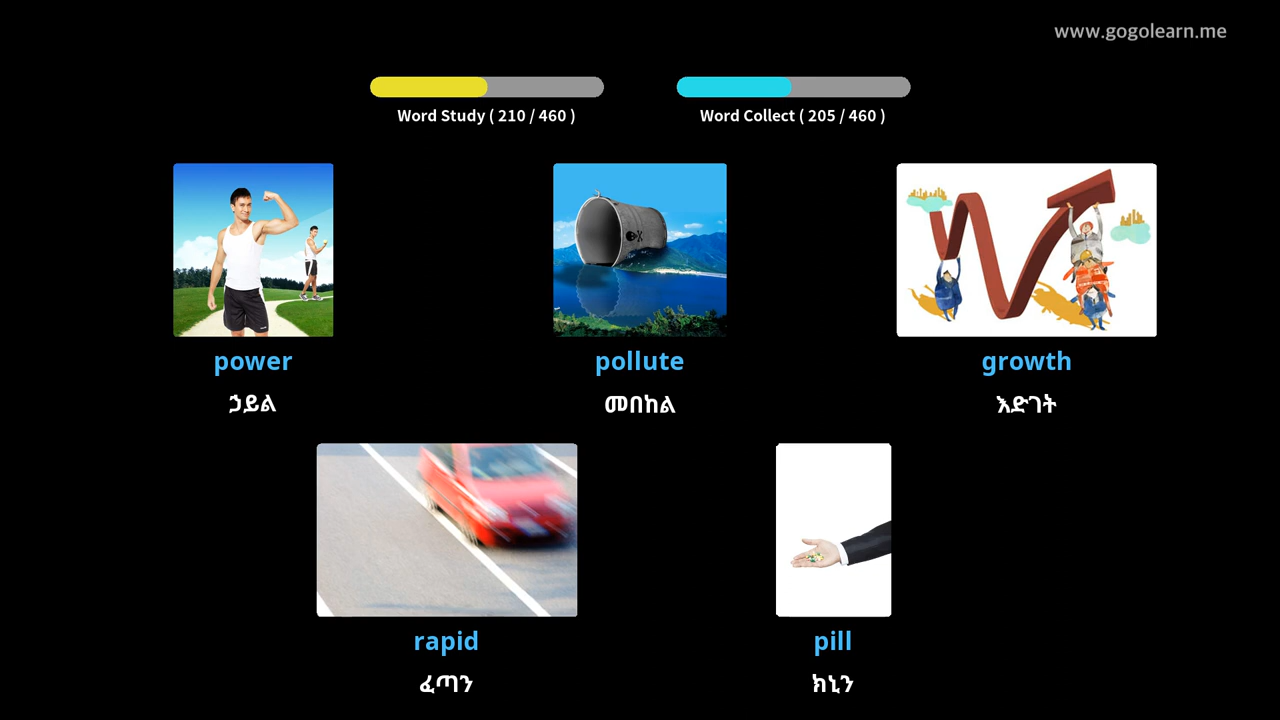 www.gogolearn.me
Word Study ( 210 / 460 )
Word Collect ( 205 / 460 )
power
pollute
growth
ኃይል
መበከል
እድገት
rapid
pill
ፈጣን
ክኒን